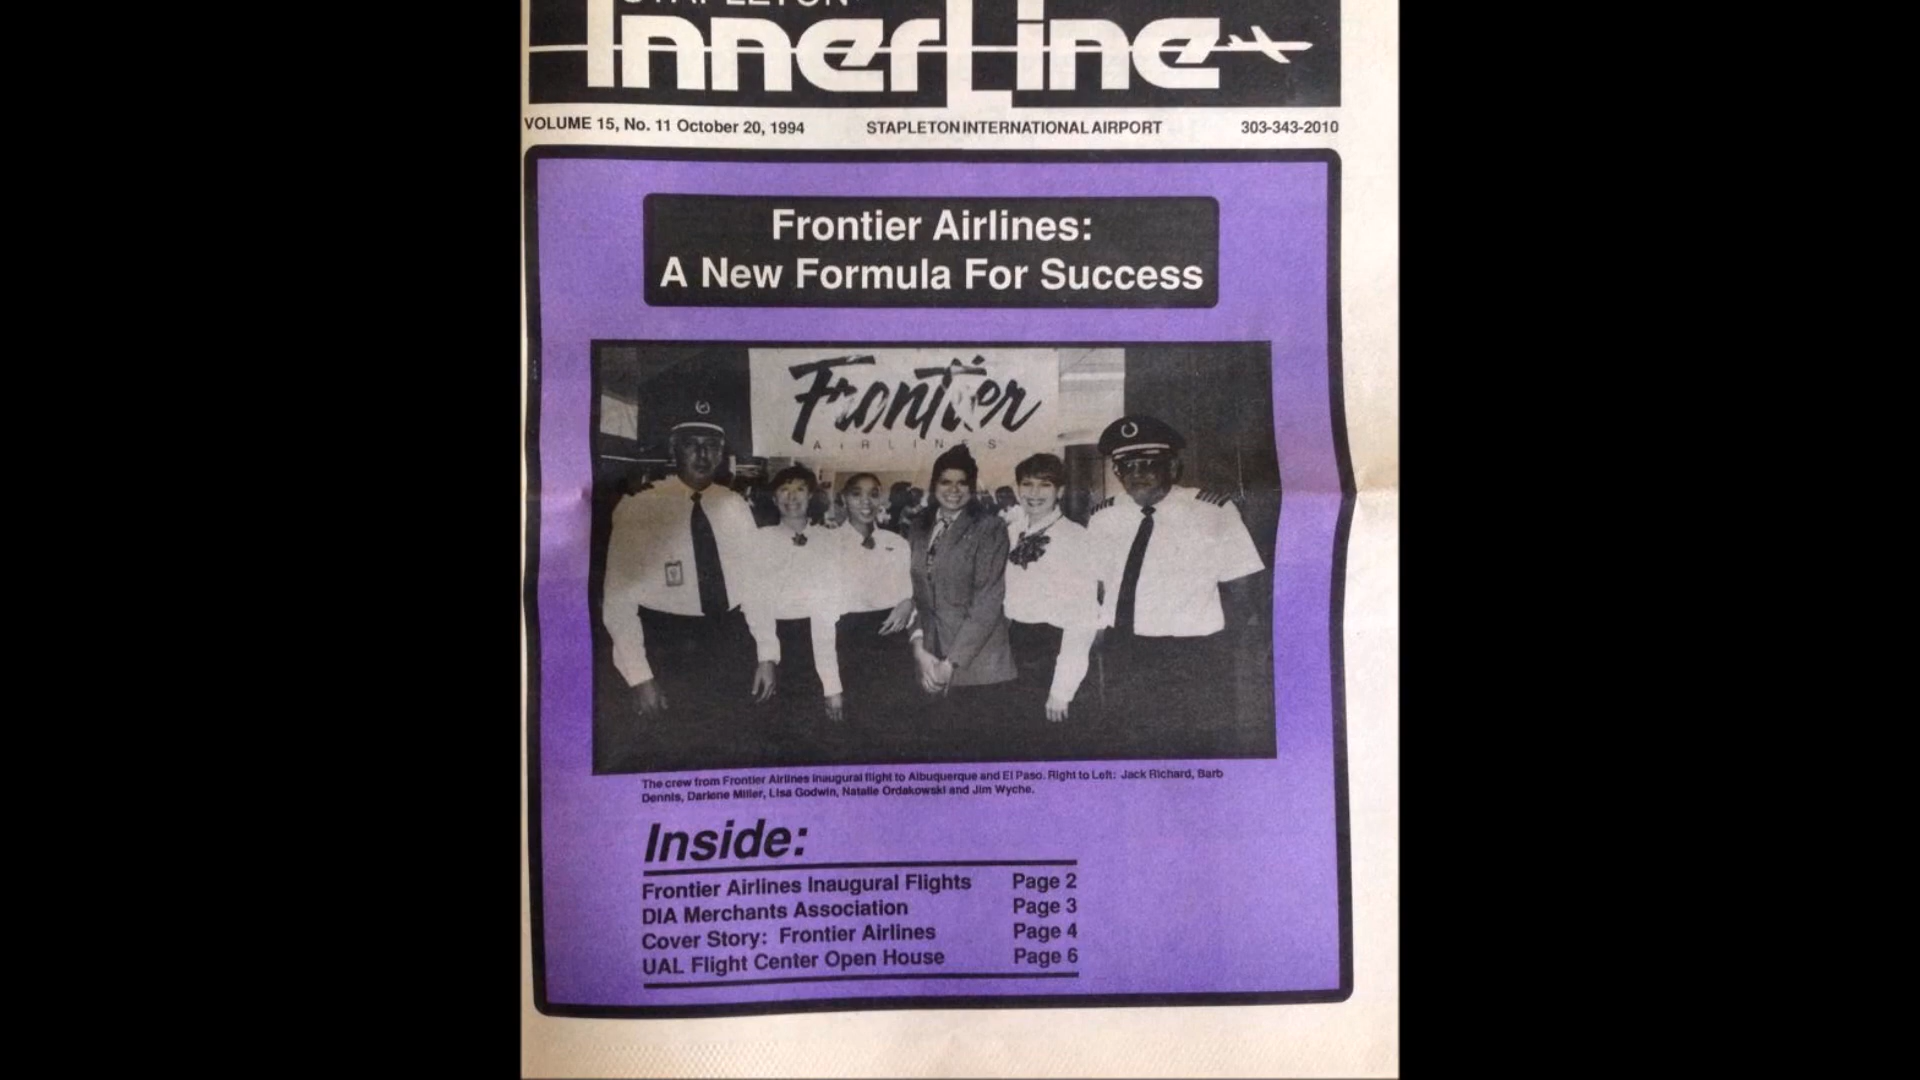 STAPLETON
InnerLine
VOLUME 15, No. 11 October 20, 1994 STAPLETON INTERNATIONAL AIRPORT 303-343-2010
Frontier Airlines:
A New Formula For Success
Frontier
AIRLINES
The crew from Frontier Airlines inaugural flight to Albuquerque and El Paso. Right to Left: Jack Richard, Barb
Dennis, Darlene Miller, Lisa Godwin, Natalie Ordakowski and Jim Wyche.
Inside:
Frontier Airlines Inaugural Flights Page 2
DIA Merchants Association Page 3
Cover Story: Frontier Airlines Page 4
UAL Flight Center Open House Page 6